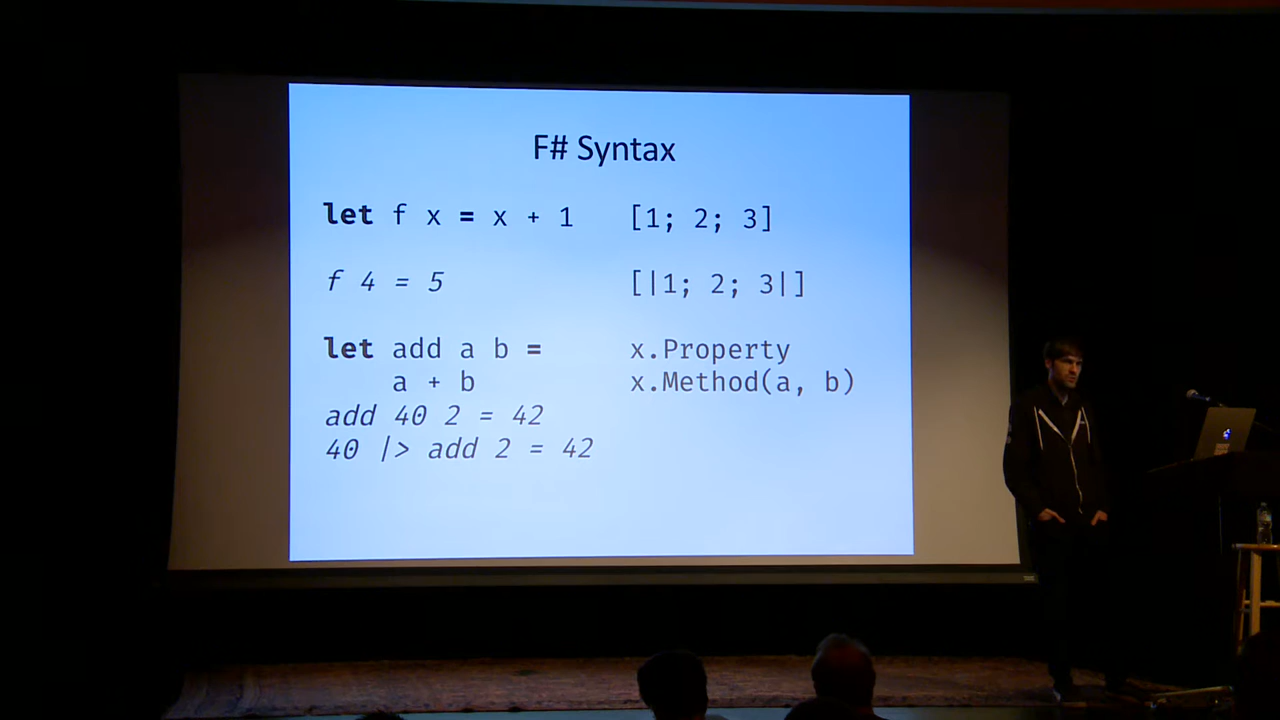 F# Syntax
let f x = x + 1
f 4 = 5
let add a b =
    a + b
add 40 2 = 42
40 |> add 2 = 42
[1; 2; 3]
[|1; 2; 3|]
x.Property
x.Method(a, b)